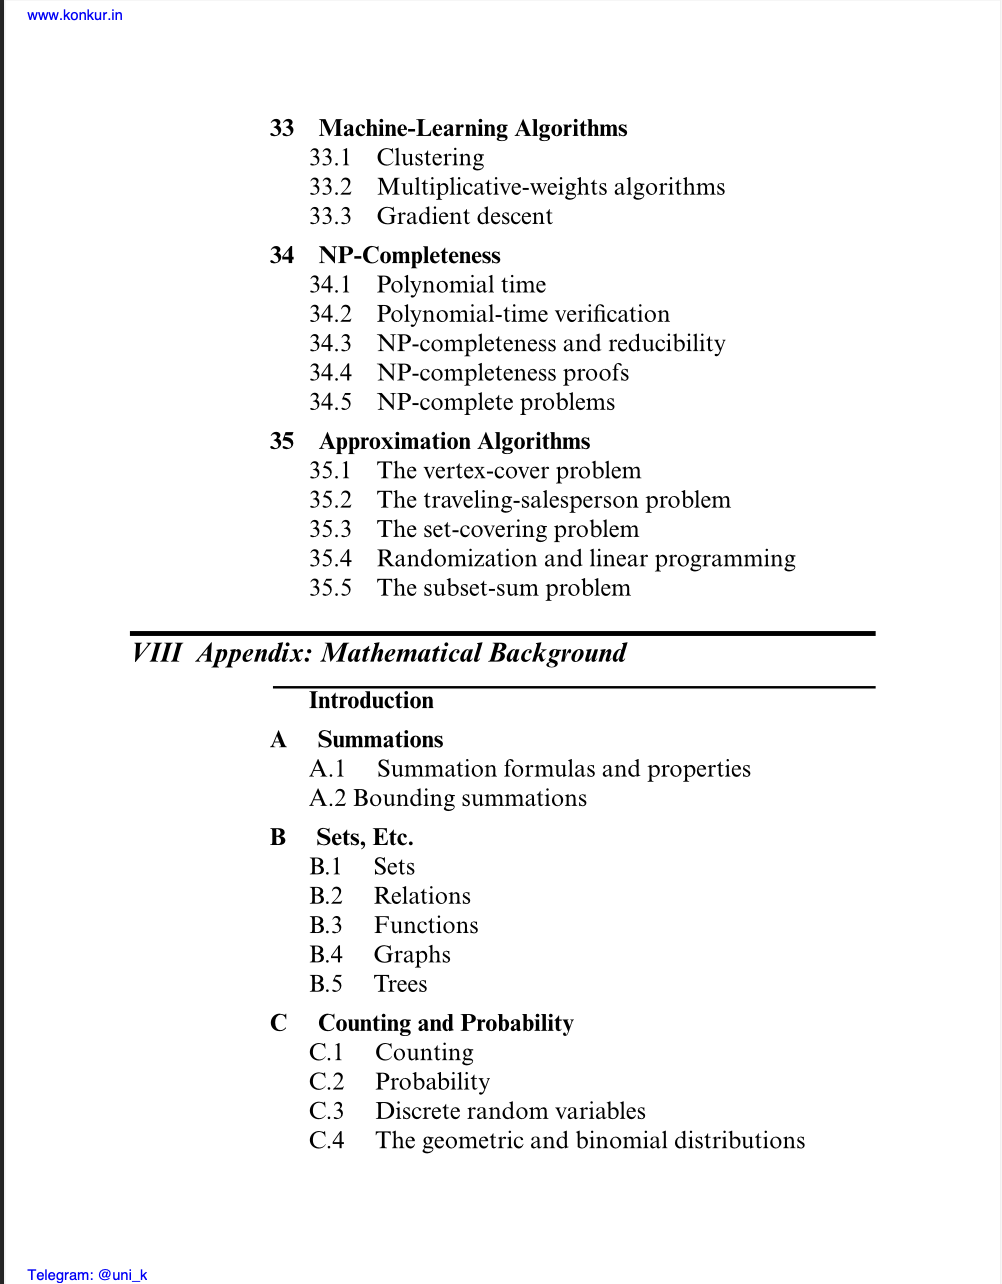 www.konkur.in
33 Machine-Learning Algorithms
33.1 Clustering
33.2 Multiplicative-weights algorithms
33.3 Gradient descent
34 NP-Completeness
34.1 Polynomial time
34.2 Polynomial-time verification
34.3 NP-completeness and reducibility
34.4 NP-completeness proofs
34.5 NP-complete problems
35 Approximation Algorithms
35.1 The vertex-cover problem
35.2 The traveling-salesperson problem
35.3 The set-covering problem
35.4 Randomization and linear programming
35.5 The subset-sum problem
VIII Appendix: Mathematical Background
Introduction
A Summations
A.1 Summation formulas and properties
A.2 Bounding summations
B Sets, Etc.
B.1 Sets
B.2 Relations
B.3 Functions
B.4 Graphs
B.5 Trees
C Counting and Probability
C.1 Counting
C.2 Probability
C.3 Discrete random variables
C.4 The geometric and binomial distributions
Telegram: @uni_k